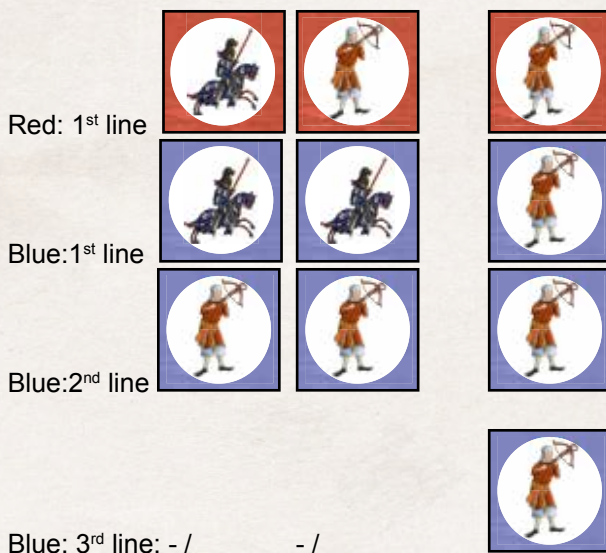 Red: 1st line
Blue:1st line
Blue:2nd line
Blue: 3rd line: - / - /